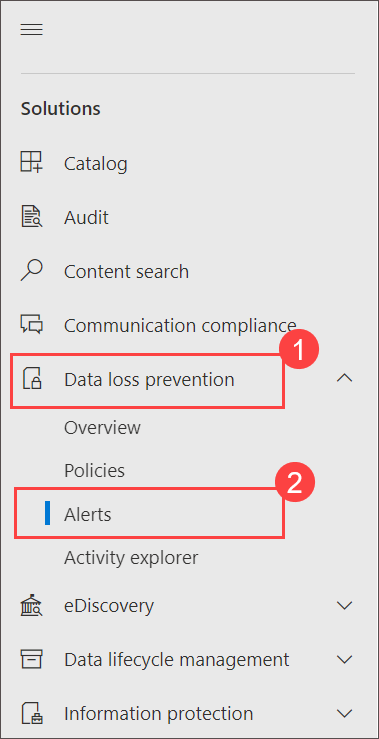 Solutions
Catalog
Audit
Content search
Communication compliance
1
Data loss prevention
Overview
Policies
2
Alerts
Activity explorer
eDiscovery
Data lifecycle management
Information protection